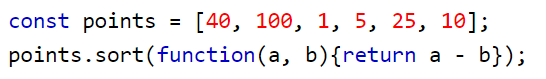 const points = [40, 100, 1, 5, 25, 10];
points.sort(function(a, b){return a - b});